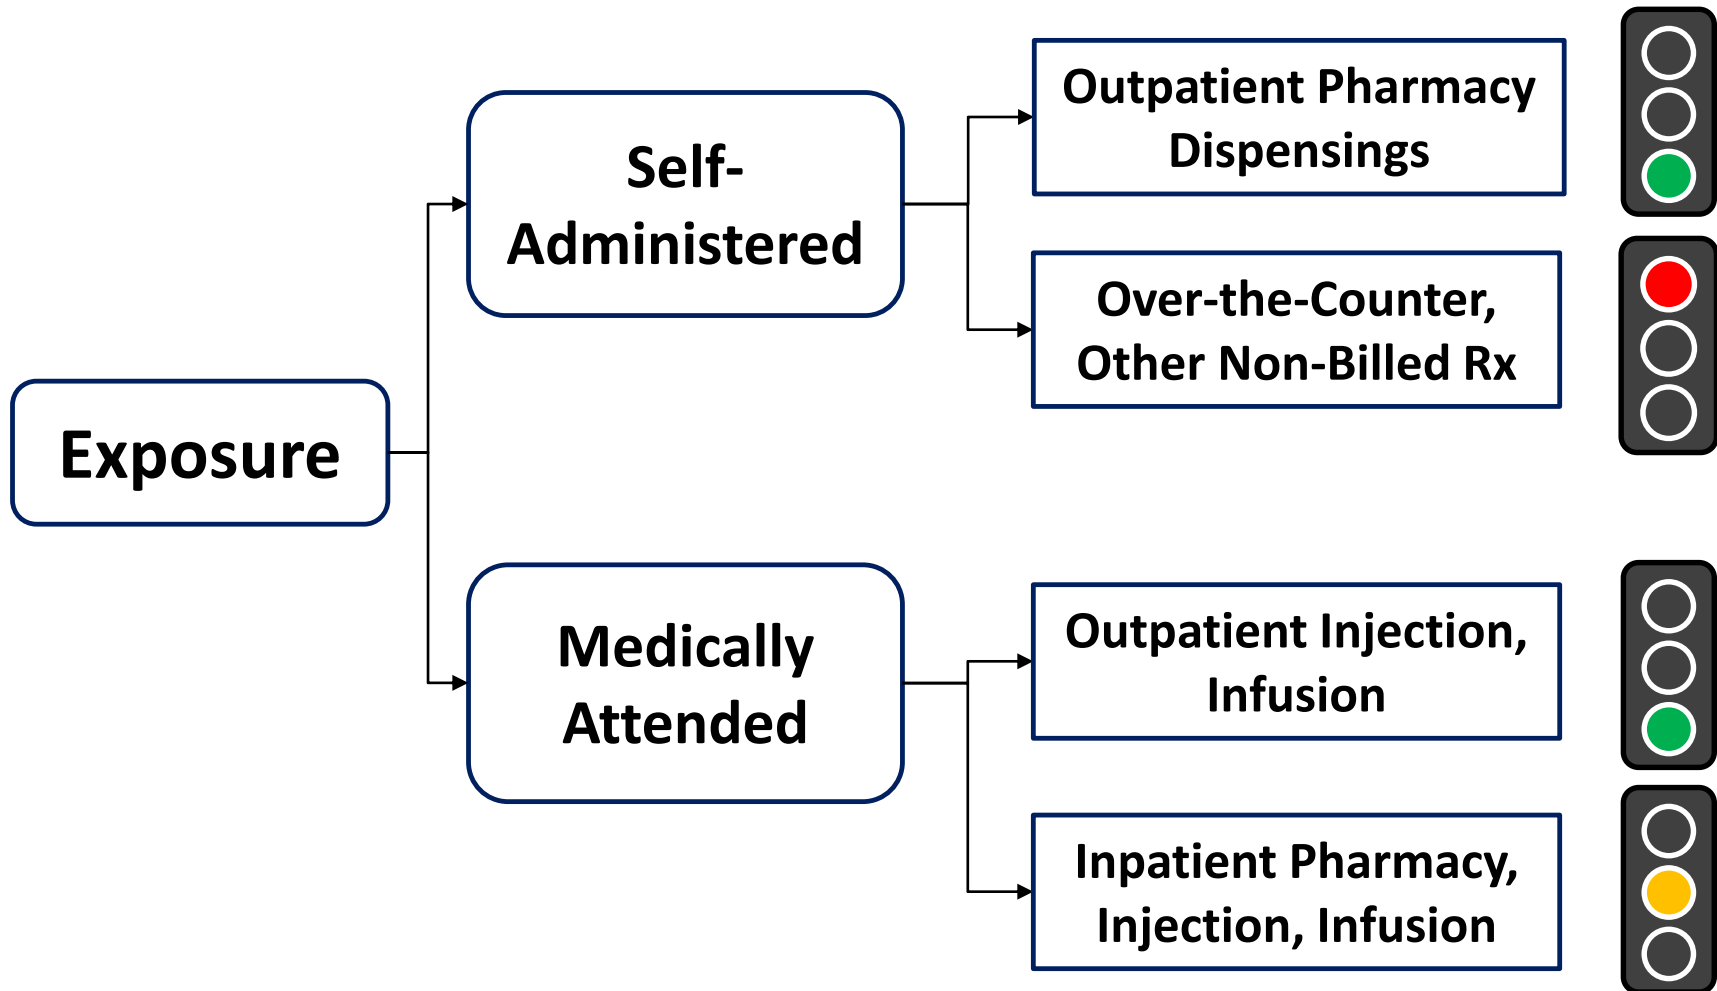 Exposure
Self-
Administered
Outpatient Pharmacy
Dispensings
Over-the-Counter,
Other Non-Billed Rx
Medically
Attended
Outpatient Injection,
Infusion
Inpatient Pharmacy,
Injection, Infusion